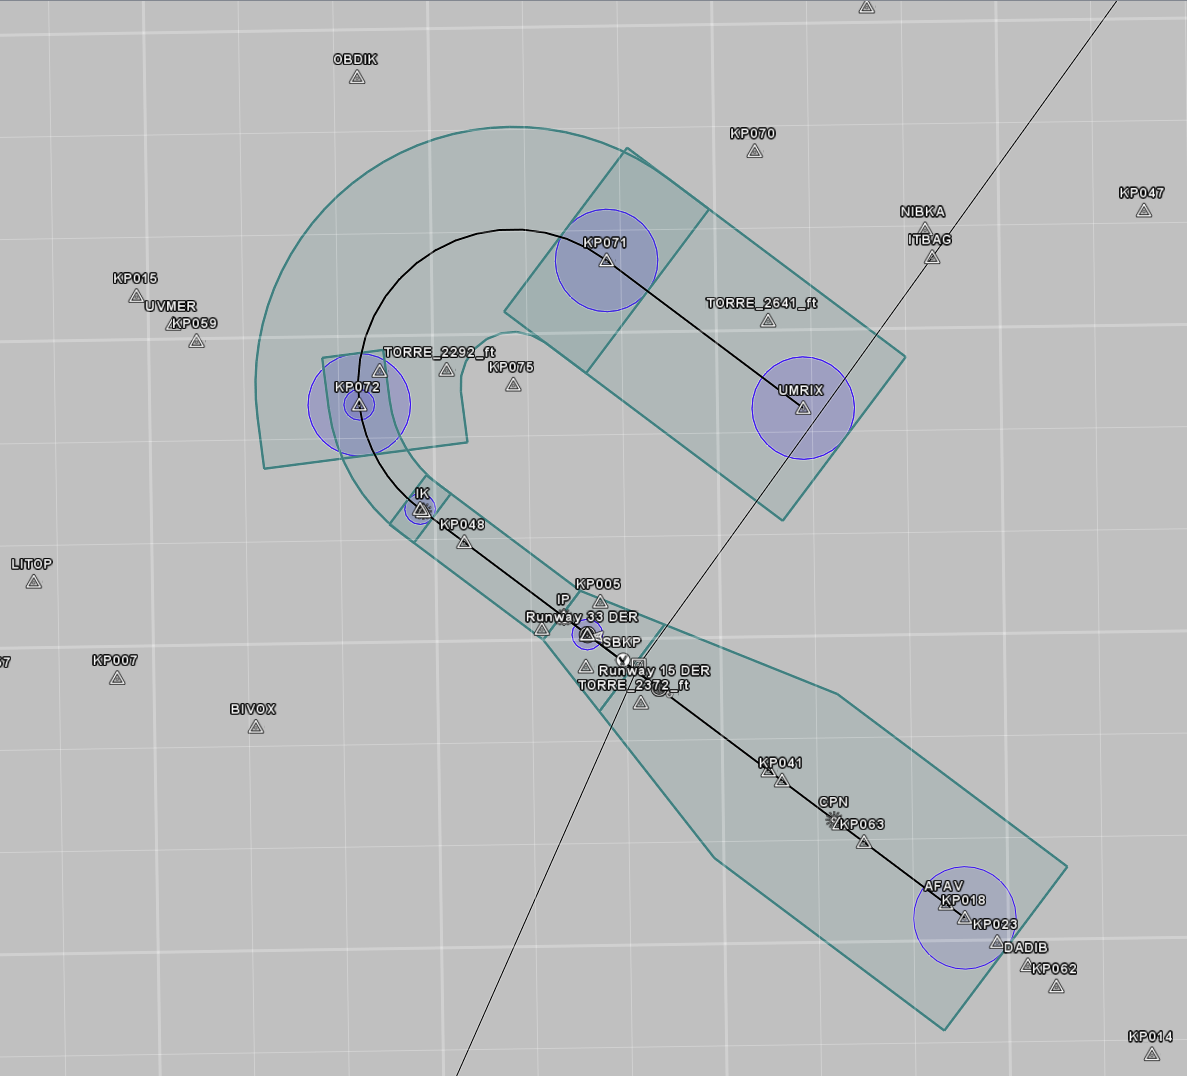 OBDIK
KP070
KP047
NIBKA
ITBAG
KP071
KP015
UVMER
KP059
TORRE_2641_ft
TORRE_2292_ft
KP075
KP072
UMRIX
IK
KP048
LITOP
KP005
IP
Runway 33 DER
SBKP
KP007
Runway 15 DER
TORRE_2372_ft
BIVOX
KP041
CPN
KP063
AFAV
KP018
KP023
DADIB
KP062
KP014